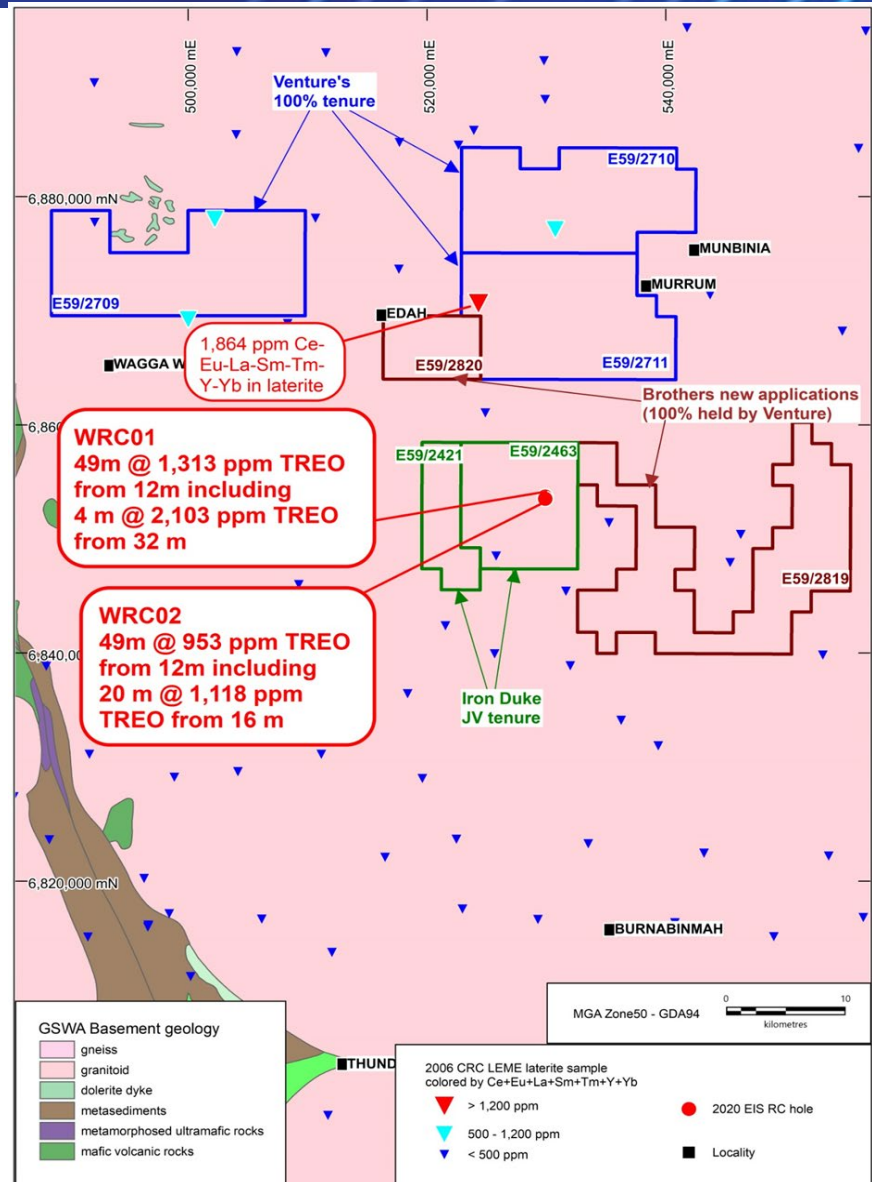 500,000 mE
520,000 mE
540,000 mE
Venture's
100% tenure
E59/2710
6,880,000 mN
MUNBINIA
MURRUM
E59/2709
EDAH
1,864 ppm Ce-
Eu-La-Sm-Tm-
Y-Yb in laterite
WAGGA W
E59/2820
E59/2711
Brothers new applications
(100% held by Venture)
6,860
WRC01
49m @ 1,313 ppm TREO
from 12m including
4 m @ 2,103 ppm TREO
from 32 m
E59/2421
E59/2463
E59/2819
WRC02
49m @ 953 ppm TREO
from 12m including
20 m @ 1,118 ppm
TREO from 16 m
6,840,00
Iron Duke
JV tenure
6,820,000 mN
BURNABINMAH
THUND
MGA Zone50 - GDA94
0
10
kilometres
GSWA Basement geology
gneiss
granitoid
dolerite dyke
metasediments
metamorphosed ultramafic rocks
mafic volcanic rocks
2006 CRC LEME laterite sample
colored by Ce+Eu+La+Sm+Tm+Y+Yb
> 1,200 ppm
500 - 1,200 ppm
< 500 ppm
2020 EIS RC hole
Locality